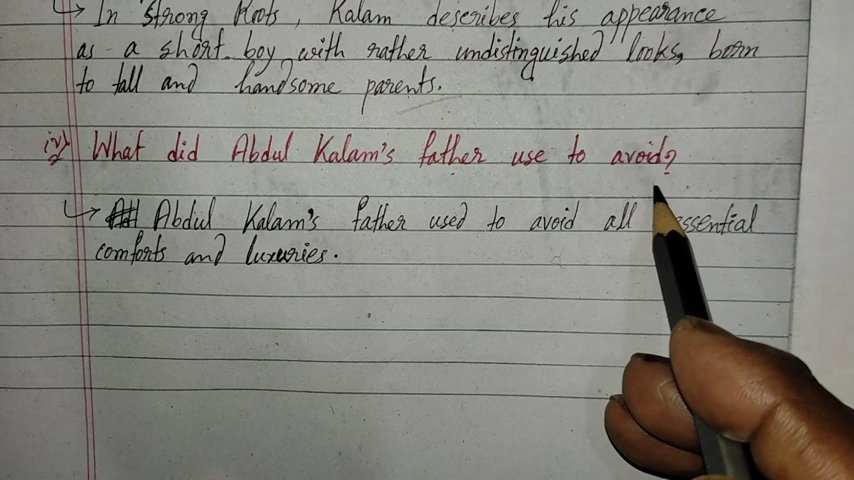 ↳ In Strong Roots, Kalam describes his appearance
as a short boy with rather undistinguished looks, born
to tall and handsome parents.
iv) What did Abdul Kalam's father use to avoid?
↳ Abdul Kalam's father used to avoid all essential
comforts and luxuries.